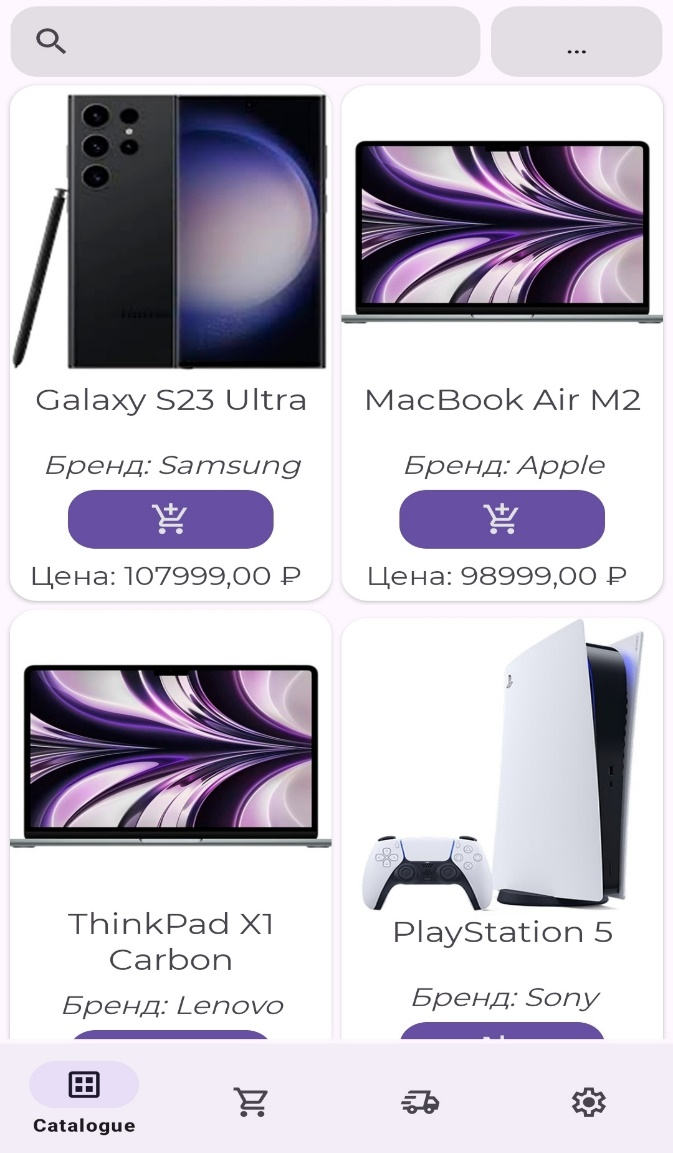 ...
Galaxy S23 Ultra
MacBook Air M2
Бренд: Samsung
Бренд: Apple
Цена: 107999,00 ₽
Цена: 98999,00 ₽
ThinkPad X1
Carbon
PlayStation 5
Бренд: Lenovo
Бренд: Sony
Catalogue